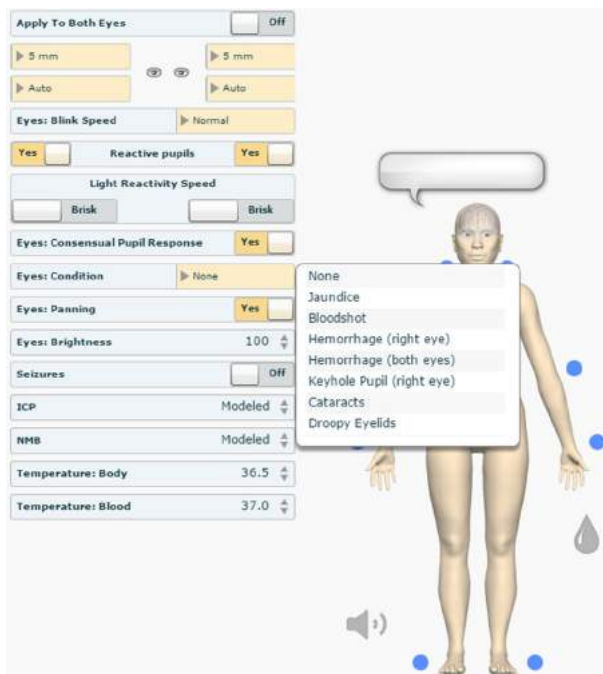 Apply To Both Eyes Off
5 mm 5 mm
Auto Auto
Eyes: Blink Speed Normal
Yes Reactive pupils Yes
Light Reactivity Speed
Brisk Brisk
Eyes: Consensual Pupil Response Yes
Eyes: Condition None
Eyes: Panning Yes
Eyes: Brightness 100
Seizures Off
ICP Modeled
NMB Modeled
Temperature: Body 36.5
Temperature: Blood 37.0
None
Jaundice
Bloodshot
Hemorrhage (right eye)
Hemorrhage (both eyes)
Keyhole Pupil (right eye)
Cataracts
Droopy Eyelids